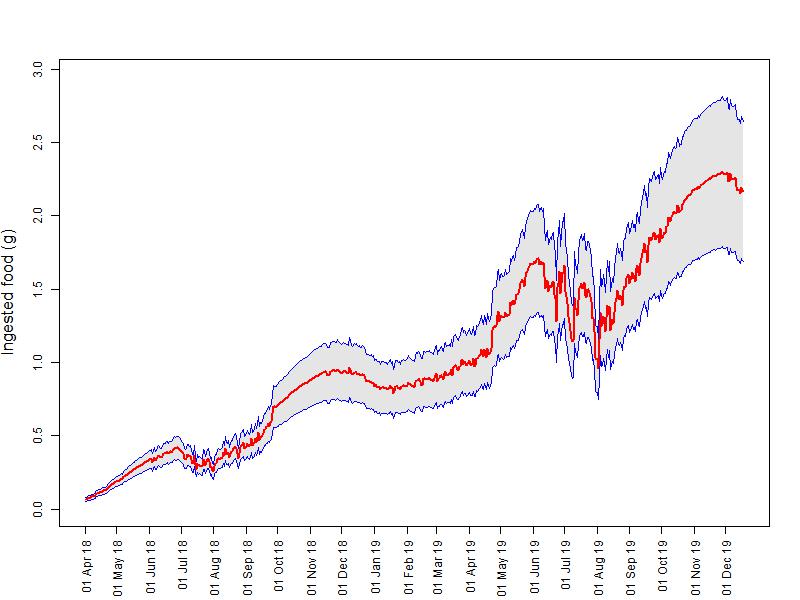 Ingested food (g)
3.0
2.5
2.0
1.5
1.0
0.5
0.0
01 Apr 18
01 May 18
01 Jun 18
01 Jul 18
01 Aug 18
01 Sep 18
01 Oct 18
01 Nov 18
01 Dec 18
01 Jan 19
01 Feb 19
01 Mar 19
01 Apr 19
01 May 19
01 Jun 19
01 Jul 19
01 Aug 19
01 Sep 19
01 Oct 19
01 Nov 19
01 Dec 19